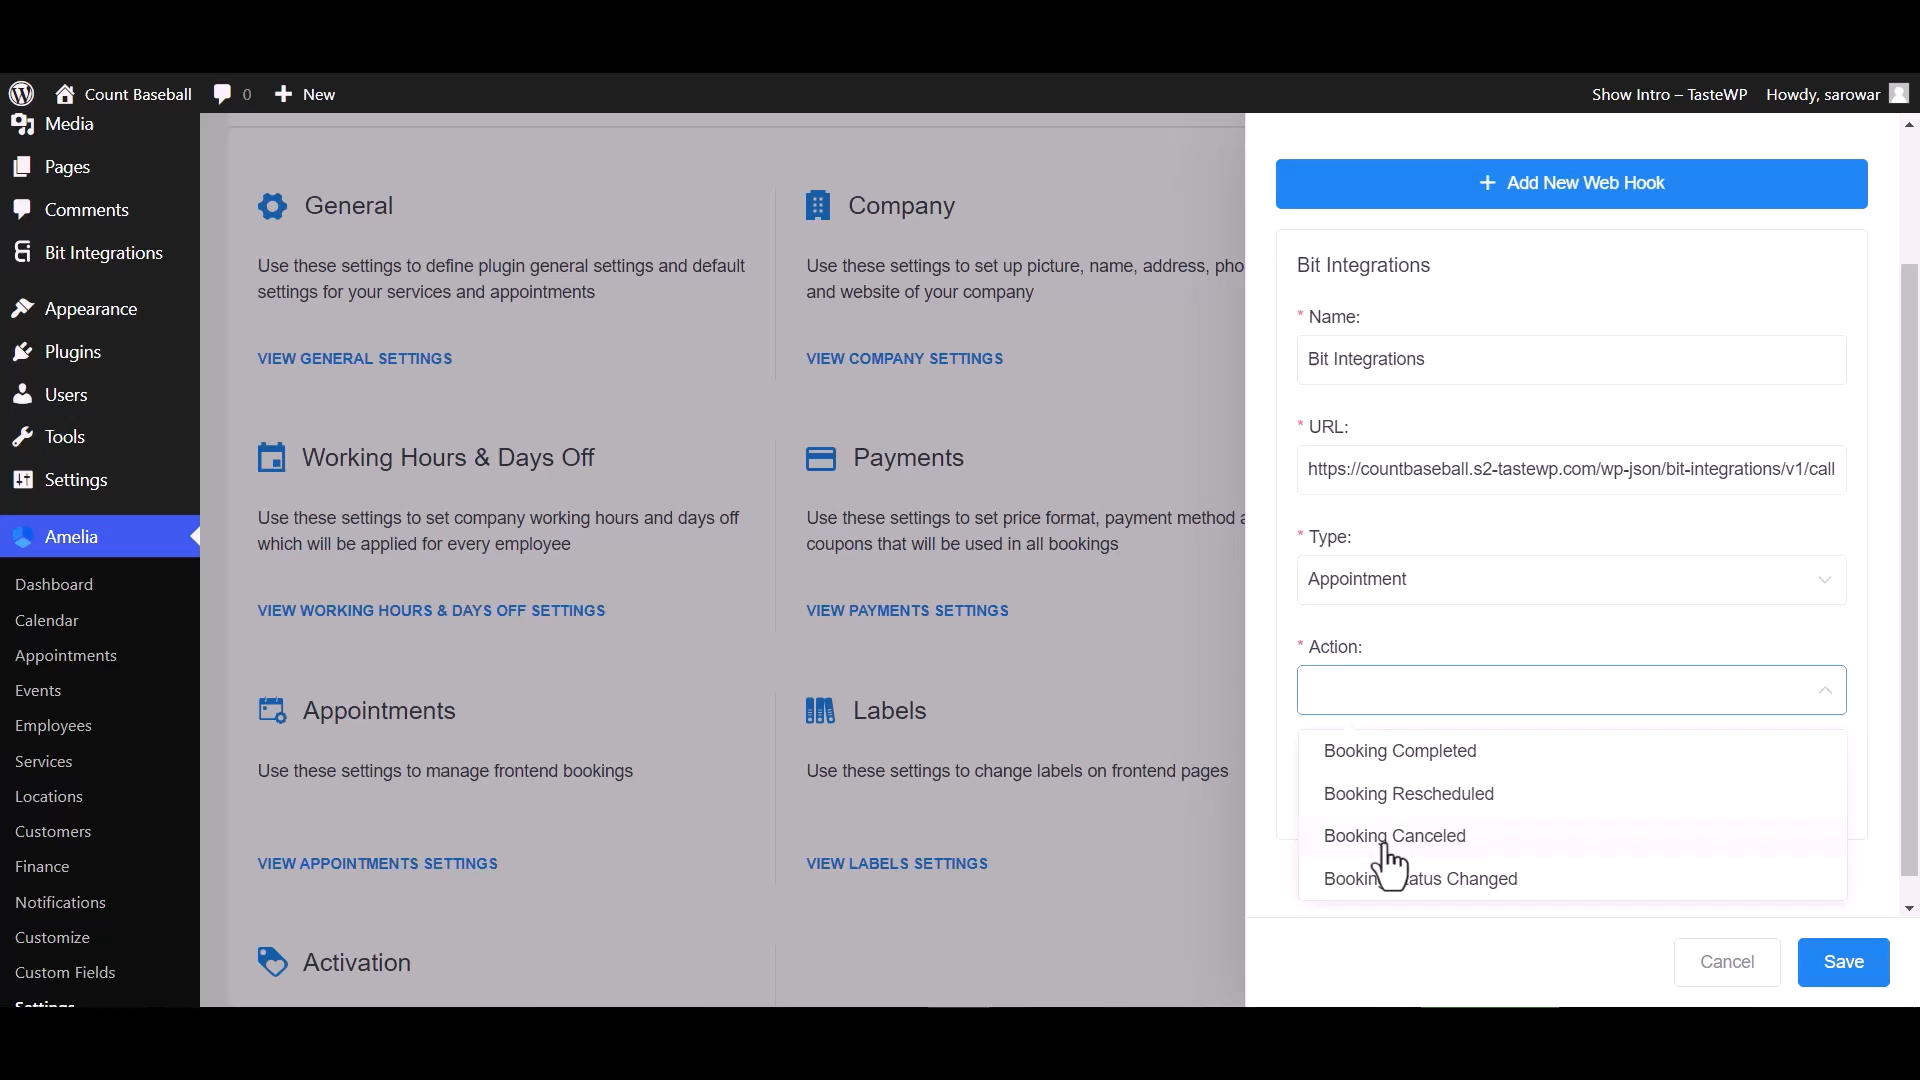 Count Baseball
0
New
Show Intro – TasteWP
Howdy, sarowar
Media
Pages
Comments
Bit Integrations
Appearance
Plugins
Users
Tools
Settings
Amelia
Dashboard
Calendar
Appointments
Events
Employees
Services
Locations
Customers
Finance
Notifications
Customize
Custom Fields
Settings
General
Use these settings to define plugin general settings and default
settings for your services and appointments
VIEW GENERAL SETTINGS
Company
Use these settings to set up picture, name, address, pho
and website of your company
VIEW COMPANY SETTINGS
Working Hours & Days Off
Use these settings to set company working hours and days off
which will be applied for every employee
VIEW WORKING HOURS & DAYS OFF SETTINGS
Payments
Use these settings to set price format, payment method a
coupons that will be used in all bookings
VIEW PAYMENTS SETTINGS
Appointments
Use these settings to manage frontend bookings
VIEW APPOINTMENTS SETTINGS
Labels
Use these settings to change labels on frontend pages
VIEW LABELS SETTINGS
Activation
+ Add New Web Hook
Bit Integrations
* Name:
Bit Integrations
* URL:
https://countbaseball.s2-tastewp.com/wp-json/bit-integrations/v1/call
* Type:
Appointment
* Action:
Booking Completed
Booking Rescheduled
Booking Canceled
Booking Status Changed
Cancel
Save